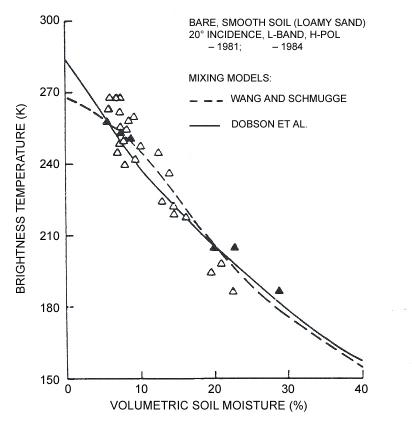 300
270
240
210
180
150
BRIGHTNESS TEMPERATURE (K)
BARE, SMOOTH SOIL (LOAMY SAND)
20° INCIDENCE, L-BAND, H-POL
– 1981; – 1984
MIXING MODELS:
WANG AND SCHMUGGE
DOBSON ET AL.
0 10 20 30 40
VOLUMETRIC SOIL MOISTURE (%)